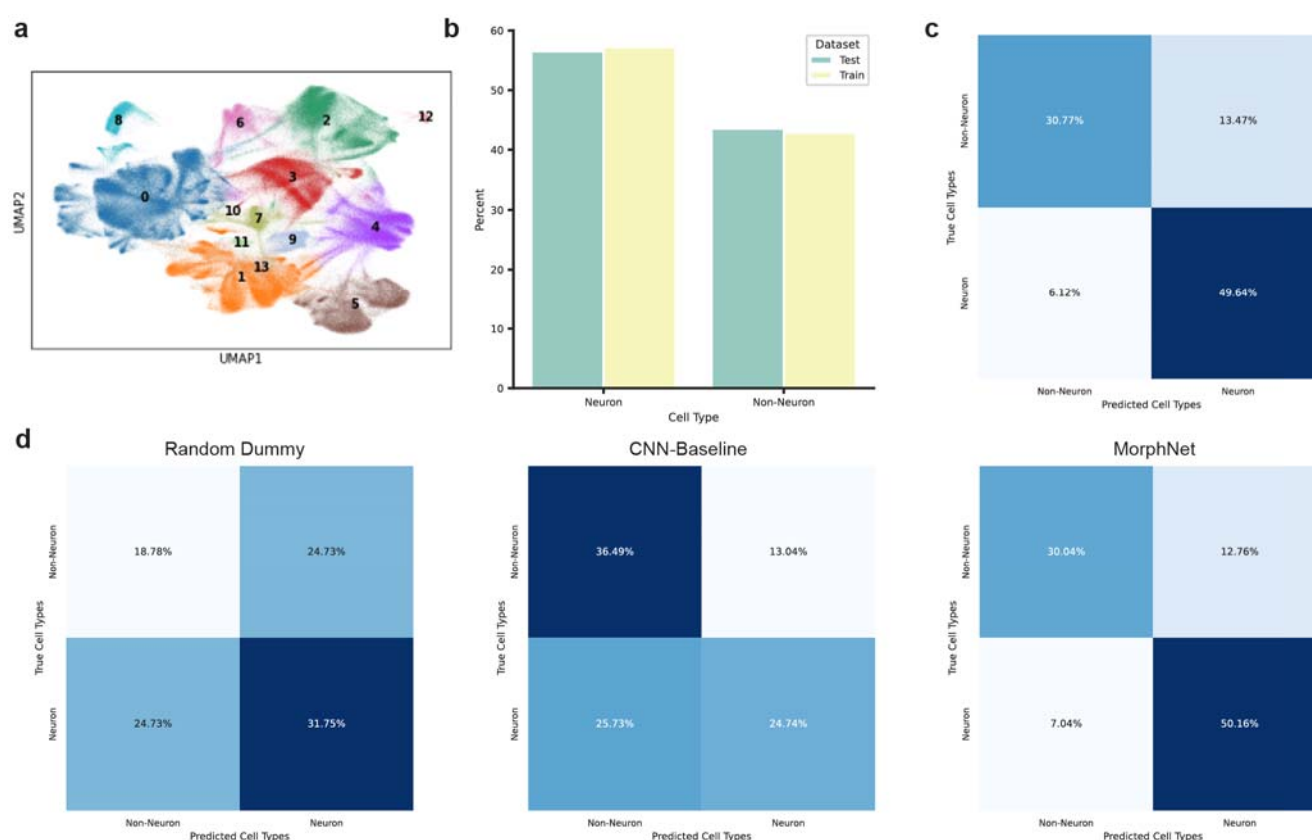 a
8
6
2
12
0
3
10
7
4
11
9
13
1
5
UMAP2
UMAP1
b
60
50
40
30
20
10
0
Percent
Dataset
Test
Train
Neuron
Non-Neuron
Cell Type
c
True Cell Types
Non-Neuron
30.77%
13.47%
Neuron
6.12%
49.64%
Non-Neuron
Neuron
Predicted Cell Types
d
Random Dummy
True Cell Types
Non-Neuron
18.78%
24.73%
Neuron
24.73%
31.75%
Non-Neuron
Neuron
Predicted Cell Types
CNN-Baseline
True Cell Types
Non-Neuron
36.49%
13.04%
Neuron
25.73%
24.74%
Non-Neuron
Neuron
Predicted Cell Types
MorphNet
True Cell Types
Non-Neuron
30.04%
12.76%
Neuron
7.04%
50.16%
Non-Neuron
Neuron
Predicted Cell Types